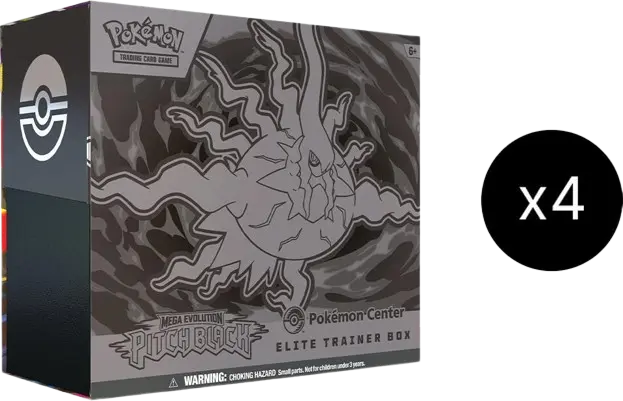 Pokémon
TRADING CARD GAME
6+
x4
MEGA EVOLUTION
PITCH BLACK
Pokémon Center
ELITE TRAINER BOX
WARNING: CHOKING HAZARD Small parts. Not for children under 3 years.